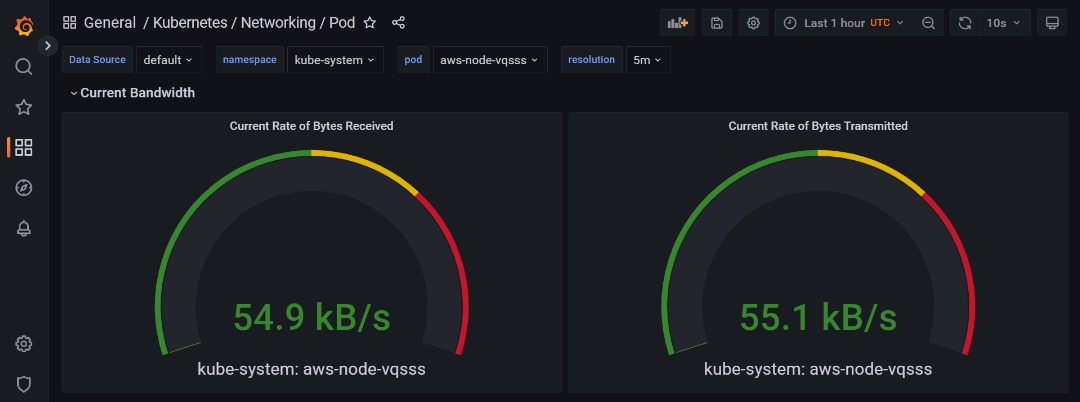 General / Kubernetes / Networking / Pod
Last 1 hour UTC
10s
Data Source default namespace kube-system pod aws-node-vqsss resolution 5m
Current Bandwidth
Current Rate of Bytes Received
54.9 kB/s
kube-system: aws-node-vqsss
Current Rate of Bytes Transmitted
55.1 kB/s
kube-system: aws-node-vqsss